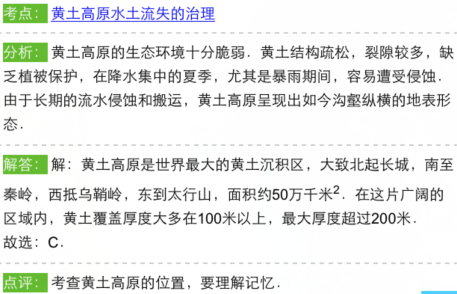 考点： 黄土高原水土流失的治理
分析： 黄土高原的生态环境十分脆弱．黄土结构疏松，裂隙较多，缺
乏植被保护，在降水集中的夏季，尤其是暴雨期间，容易遭受侵蚀．
由于长期的流水侵蚀和搬运，黄土高原呈现出如今沟壑纵横的地表形
态．
解答： 解：黄土高原是世界最大的黄土沉积区，大致北起长城，南至
秦岭，西抵乌鞘岭，东到太行山，面积约50万千米²．在这片广阔的
区域内，黄土覆盖厚度大多在100米以上，最大厚度超过200米．
故选：C．
点评： 考查黄土高原的位置，要理解记忆．